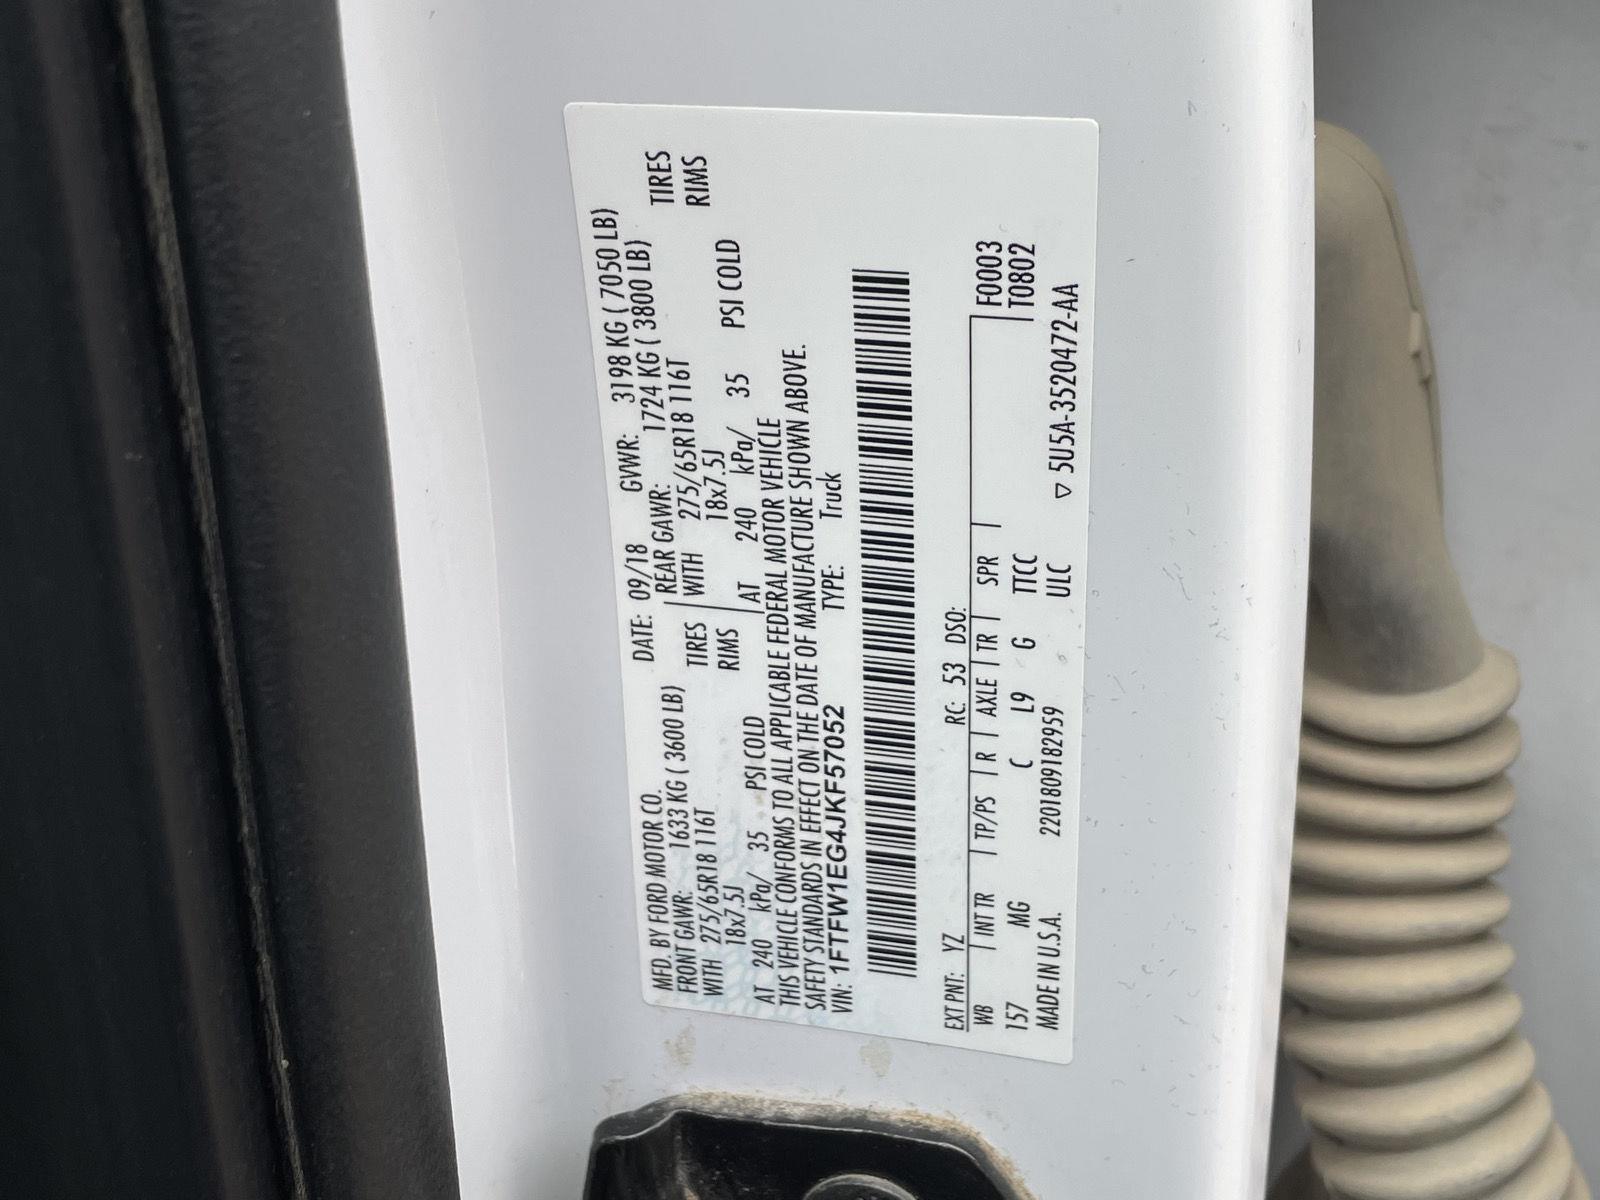 MFD. BY FORD MOTOR CO.
DATE: 09/18 GVWR: 3198 KG ( 7050 LB)
FRONT GAWR: 1633 KG ( 3600 LB) REAR GAWR: 1724 KG ( 3800 LB)
WITH 275/65R18 116T TIRES WITH 275/65R18 116T TIRES
18x7.5J RIMS 18x7.5J RIMS
AT 240 kPa/ 35 PSI COLD AT 240 kPa/ 35 PSI COLD
THIS VEHICLE CONFORMS TO ALL APPLICABLE FEDERAL MOTOR VEHICLE
SAFETY STANDARDS IN EFFECT ON THE DATE OF MANUFACTURE SHOWN ABOVE.
VIN: 1FTFW1EG4JKF57052 TYPE: Truck
EXT PNT: YZ RC: 53 DSO:
WB INT TR TP/PS R AXLE TR SPR F0003
157 MG C L9 G TTCC T0802
MADE IN U.S.A. 220180918 2959 ULC ▽ 5U5A-3520472-AA